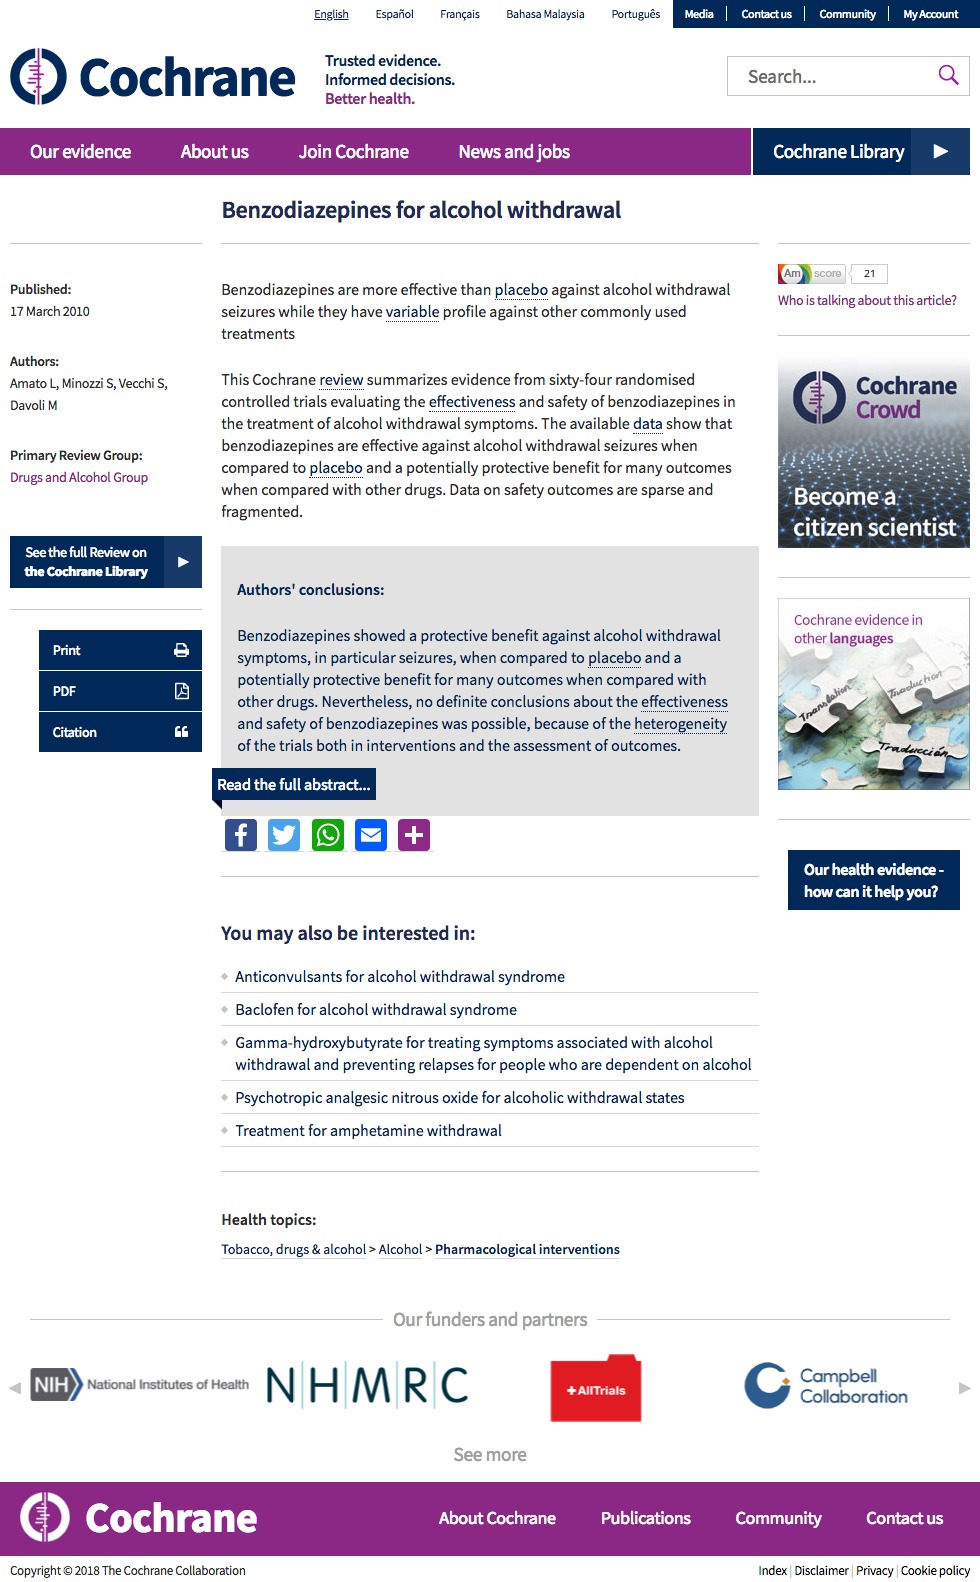 English Español Français Bahasa Malaysia Português Media Contact us Community My Account
Cochrane
Trusted evidence.
Informed decisions.
Better health.
Search...
Our evidence About us Join Cochrane News and jobs Cochrane Library
Benzodiazepines for alcohol withdrawal
Published:
17 March 2010
Authors:
Amato L, Minozzi S, Vecchi S,
Davoli M
Primary Review Group:
Drugs and Alcohol Group
See the full Review on
the Cochrane Library
Print
PDF
Citation
Benzodiazepines are more effective than placebo against alcohol withdrawal
seizures while they have variable profile against other commonly used
treatments
This Cochrane review summarizes evidence from sixty-four randomised
controlled trials evaluating the effectiveness and safety of benzodiazepines in
the treatment of alcohol withdrawal symptoms. The available data show that
benzodiazepines are effective against alcohol withdrawal seizures when
compared to placebo and a potentially protective benefit for many outcomes
when compared with other drugs. Data on safety outcomes are sparse and
fragmented.
Authors' conclusions:
Benzodiazepines showed a protective benefit against alcohol withdrawal
symptoms, in particular seizures, when compared to placebo and a
potentially protective benefit for many outcomes when compared with
other drugs. Nevertheless, no definite conclusions about the effectiveness
and safety of benzodiazepines was possible, because of the heterogeneity
of the trials both in interventions and the assessment of outcomes.
Read the full abstract...
You may also be interested in:
Anticonvulsants for alcohol withdrawal syndrome
Baclofen for alcohol withdrawal syndrome
Gamma-hydroxybutyrate for treating symptoms associated with alcohol
withdrawal and preventing relapses for people who are dependent on alcohol
Psychotropic analgesic nitrous oxide for alcoholic withdrawal states
Treatment for amphetamine withdrawal
Health topics:
Tobacco, drugs & alcohol > Alcohol > Pharmacological interventions
Am score 21
Who is talking about this article?
Cochrane
Crowd
Become a
citizen scientist
Cochrane evidence in
other languages
Translation
Traduction
Traducción
Our health evidence -
how can it help you?
Our funders and partners
NIH National Institutes of Health
NHMRC
+AllTrials
Campbell
Collaboration
See more
Cochrane
About Cochrane Publications Community Contact us
Copyright © 2018 The Cochrane Collaboration
Index | Disclaimer | Privacy | Cookie policy